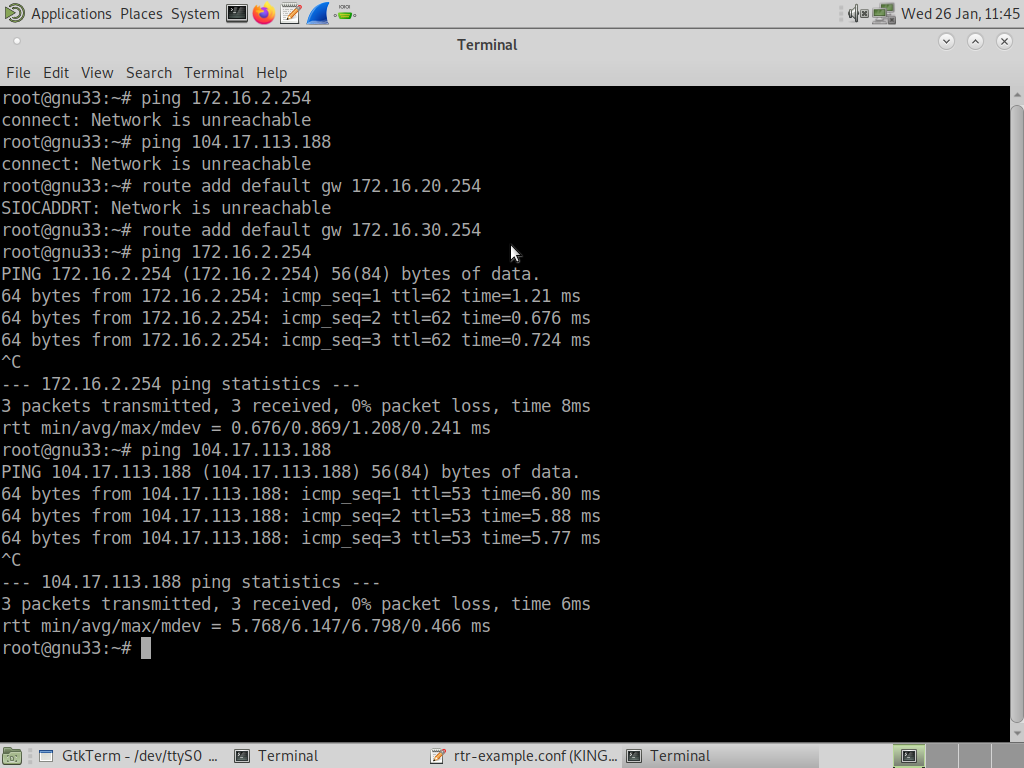 Applications Places System Wed 26 Jan, 11:45
Terminal
File Edit View Search Terminal Help
root@gnu33:~# ping 172.16.2.254
connect: Network is unreachable
root@gnu33:~# ping 104.17.113.188
connect: Network is unreachable
root@gnu33:~# route add default gw 172.16.20.254
SIOCADDRT: Network is unreachable
root@gnu33:~# route add default gw 172.16.30.254
root@gnu33:~# ping 172.16.2.254
PING 172.16.2.254 (172.16.2.254) 56(84) bytes of data.
64 bytes from 172.16.2.254: icmp_seq=1 ttl=62 time=1.21 ms
64 bytes from 172.16.2.254: icmp_seq=2 ttl=62 time=0.676 ms
64 bytes from 172.16.2.254: icmp_seq=3 ttl=62 time=0.724 ms
^C
--- 172.16.2.254 ping statistics ---
3 packets transmitted, 3 received, 0% packet loss, time 8ms
rtt min/avg/max/mdev = 0.676/0.869/1.208/0.241 ms
root@gnu33:~# ping 104.17.113.188
PING 104.17.113.188 (104.17.113.188) 56(84) bytes of data.
64 bytes from 104.17.113.188: icmp_seq=1 ttl=53 time=6.80 ms
64 bytes from 104.17.113.188: icmp_seq=2 ttl=53 time=5.88 ms
64 bytes from 104.17.113.188: icmp_seq=3 ttl=53 time=5.77 ms
^C
--- 104.17.113.188 ping statistics ---
3 packets transmitted, 3 received, 0% packet loss, time 6ms
rtt min/avg/max/mdev = 5.768/6.147/6.798/0.466 ms
root@gnu33:~#
GtkTerm - /dev/ttyS0 ... Terminal rtr-example.conf (KING... Terminal